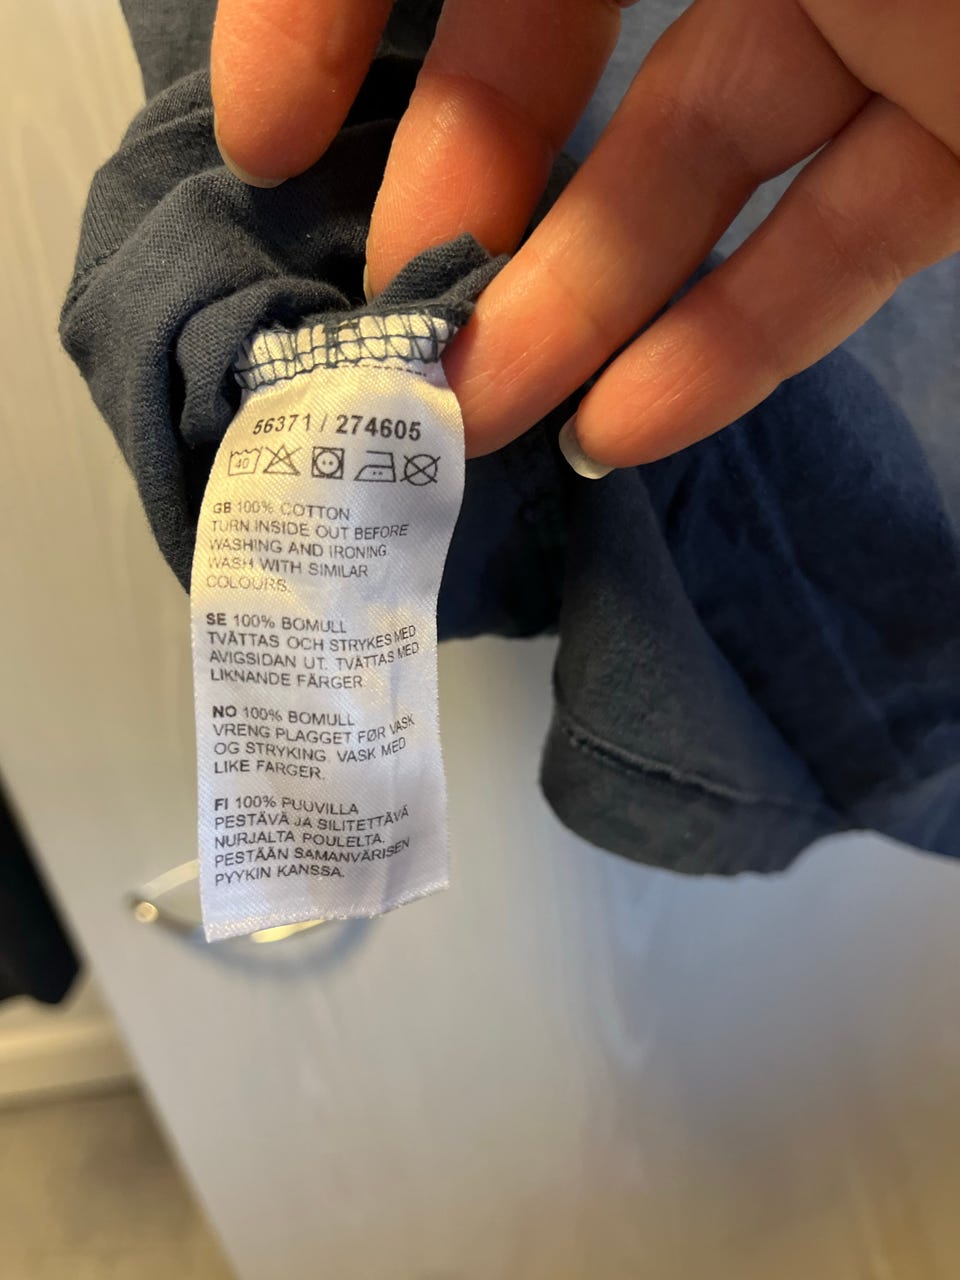 56371 / 274605
40
GB 100% COTTON
TURN INSIDE OUT BEFORE
WASHING AND IRONING.
WASH WITH SIMILAR
COLOURS.
SE 100% BOMULL
TVÄTTAS OCH STRYKES MED
AVIGSIDAN UT. TVÄTTAS MED
LIKNANDE FÄRGER.
NO 100% BOMULL
VRENG PLAGGET FØR VASK
OG STRYKING. VASK MED
LIKE FARGER.
FI 100% PUUVILLA
PESTÄVÄ JA SILITETTÄVÄ
NURJALTA POULELTA.
PESTÄÄN SAMANVÄRISEN
PYYKIN KANSSA.